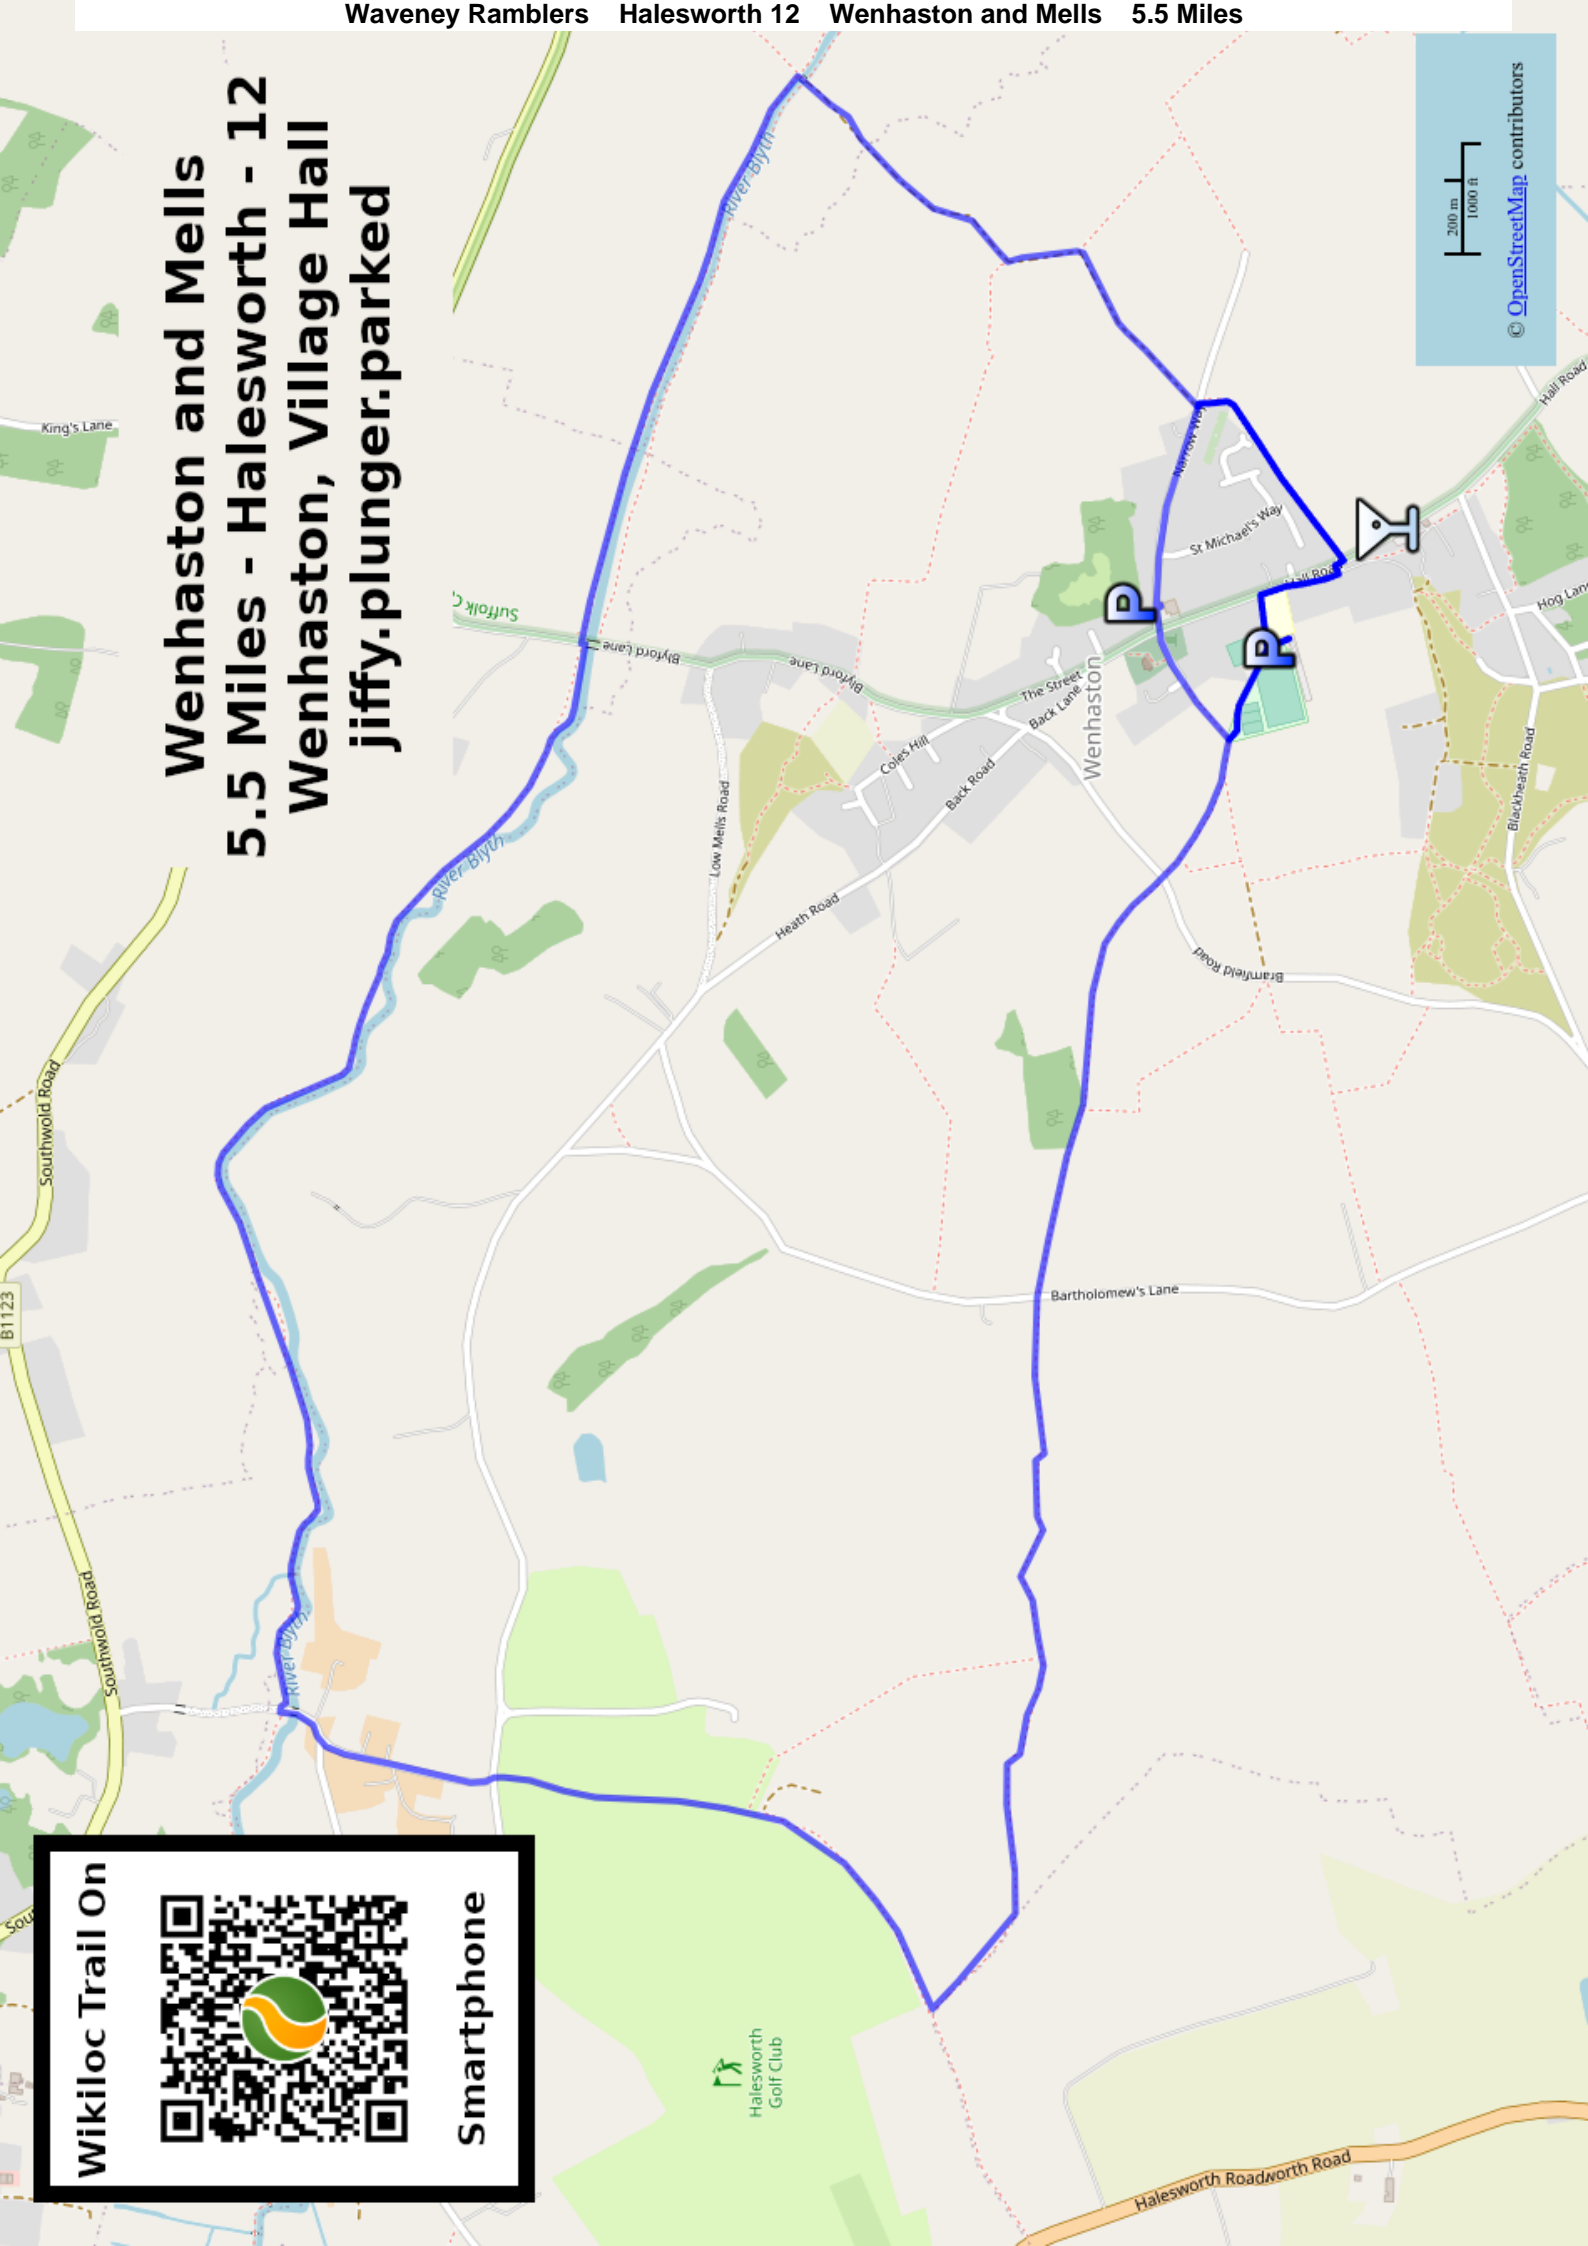 Waveney Ramblers Halesworth 12 Wenhaston and Mells 5.5 Miles
Wenhaston and Mells
5.5 Miles - Halesworth - 12
Wenhaston, Village Hall
jiffy.plunger.parked
200 m
1000 ft
© OpenStreetMap contributors
King's Lane
River Blyth
Suffolk C
Blyford Lane
Blyford Lane
Low Mells Road
Coles Hill
The Street
Back Lane
Back Road
Wenhaston
Narrow Way
St Michael's Way
Hall Road
Hall Road
P
P
Hog Lane
Blackheath Road
Heath Road
Bramfield Road
River Blyth
Southwold Road
B1123
Bartholomew's Lane
Southwold Road
River Blyth
Sou
Wikiloc Trail On
Smartphone
Halesworth
Golf Club
Halesworth Roadworth Road